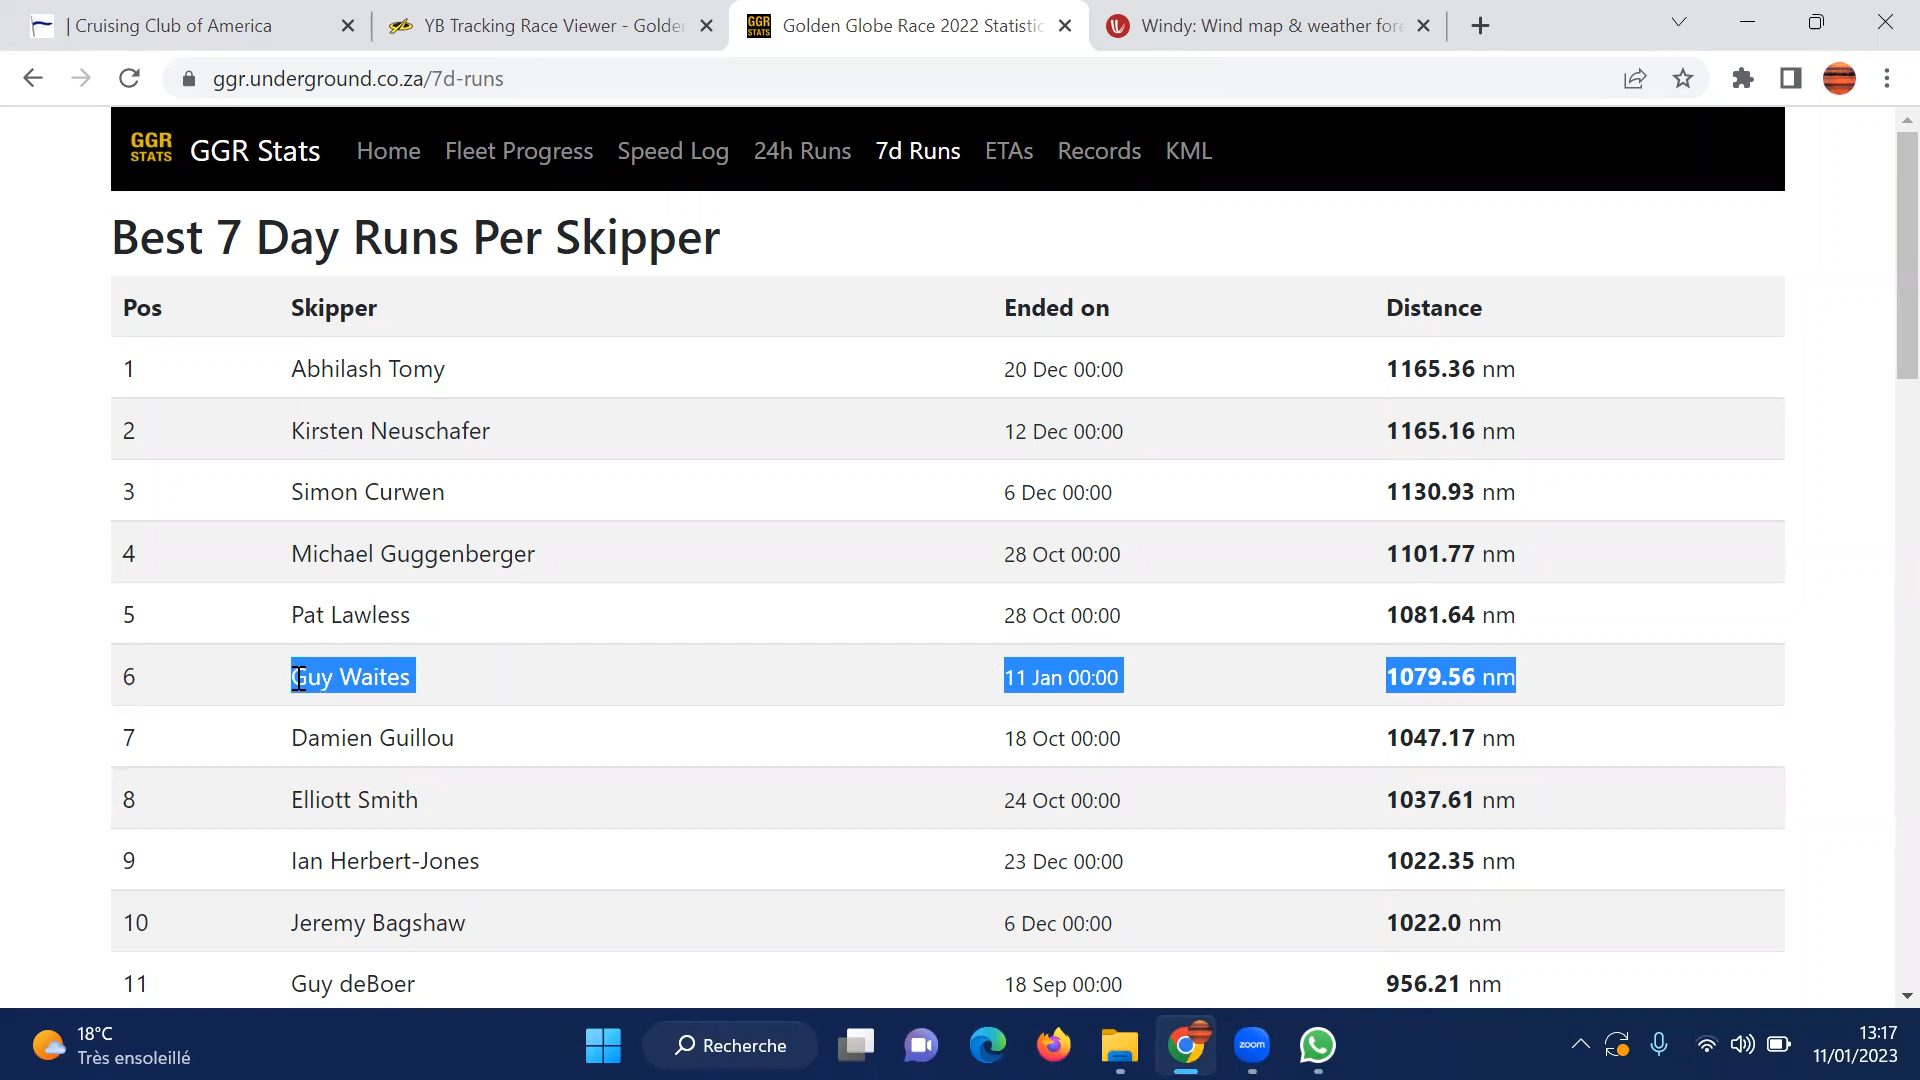 | Cruising Club of America
YB Tracking Race Viewer - Golde
Golden Globe Race 2022 Statistic
Windy: Wind map & weather for
ggr.underground.co.za/7d-runs
GGR STATS
GGR Stats Home Fleet Progress Speed Log 24h Runs 7d Runs ETAs Records KML
Best 7 Day Runs Per Skipper
Pos Skipper Ended on Distance
1 Abhilash Tomy 20 Dec 00:00 1165.36 nm
2 Kirsten Neuschafer 12 Dec 00:00 1165.16 nm
3 Simon Curwen 6 Dec 00:00 1130.93 nm
4 Michael Guggenberger 28 Oct 00:00 1101.77 nm
5 Pat Lawless 28 Oct 00:00 1081.64 nm
6 Guy Waites 11 Jan 00:00 1079.56 nm
7 Damien Guillou 18 Oct 00:00 1047.17 nm
8 Elliott Smith 24 Oct 00:00 1037.61 nm
9 Ian Herbert-Jones 23 Dec 00:00 1022.35 nm
10 Jeremy Bagshaw 6 Dec 00:00 1022.0 nm
11 Guy deBoer 18 Sep 00:00 956.21 nm
18°C
Très ensoleillé
Recherche
zoom
13:17
11/01/2023